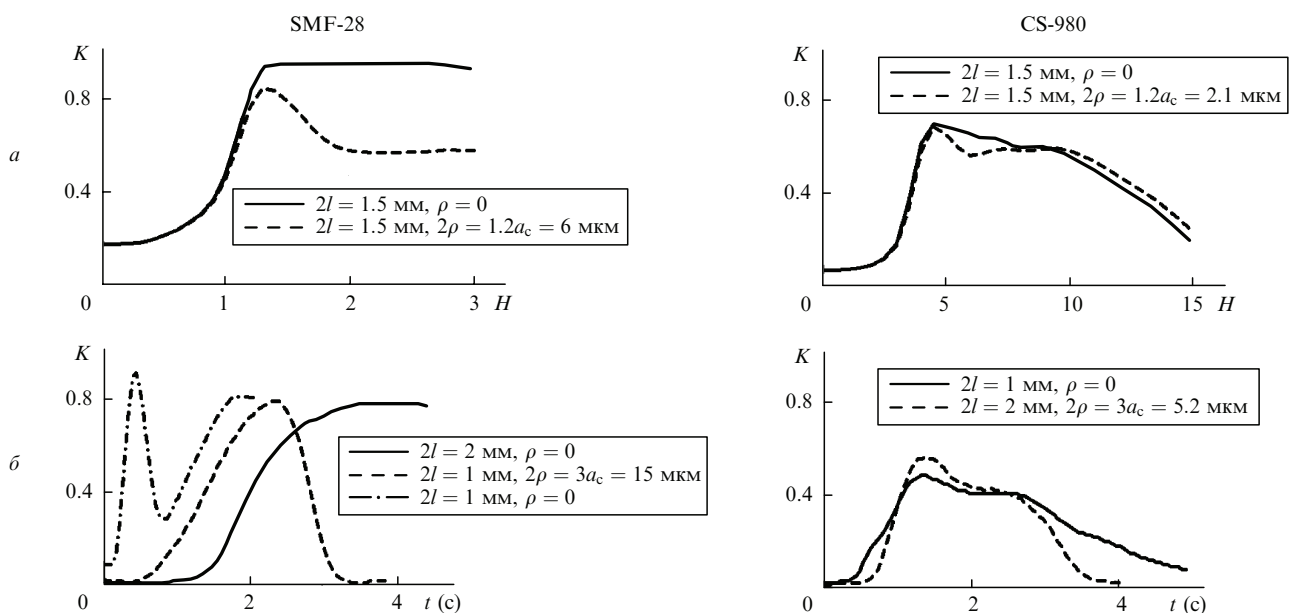 SMF-28
CS-980
а
K
0.8
0.4
0
1
2
3
H
2l = 1.5 мм, ρ = 0
2l = 1.5 мм, 2ρ = 1.2a_c = 6 мкм
K
0.8
0.4
0
5
10
15
H
2l = 1.5 мм, ρ = 0
2l = 1.5 мм, 2ρ = 1.2a_c = 2.1 мкм
б
K
0.8
0.4
0
2
4
t (с)
2l = 2 мм, ρ = 0
2l = 1 мм, 2ρ = 3a_c = 15 мкм
2l = 1 мм, ρ = 0
K
0.8
0.4
0
2
4
t (с)
2l = 1 мм, ρ = 0
2l = 2 мм, 2ρ = 3a_c = 5.2 мкм